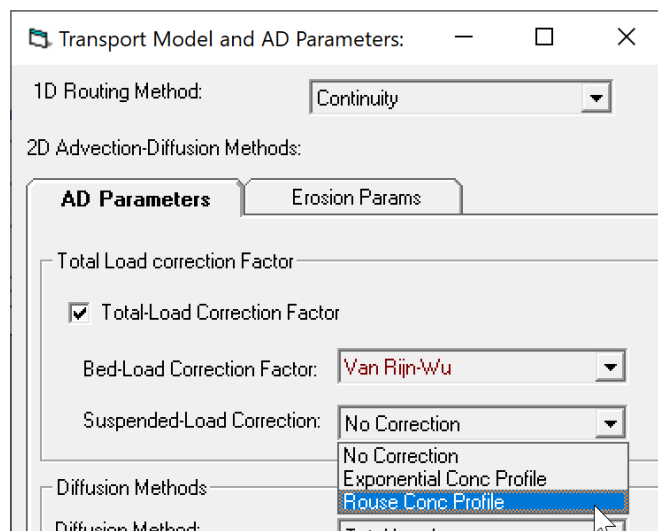 Transport Model and AD Parameters:
1D Routing Method:
Continuity
2D Advection-Diffusion Methods:
AD Parameters
Erosion Params
Total Load correction Factor
Total-Load Correction Factor
Bed-Load Correction Factor:
Van Rijn-Wu
Suspended-Load Correction:
No Correction
No Correction
Exponential Conc Profile
Rouse Conc Profile
Diffusion Methods
Diffusion Method: